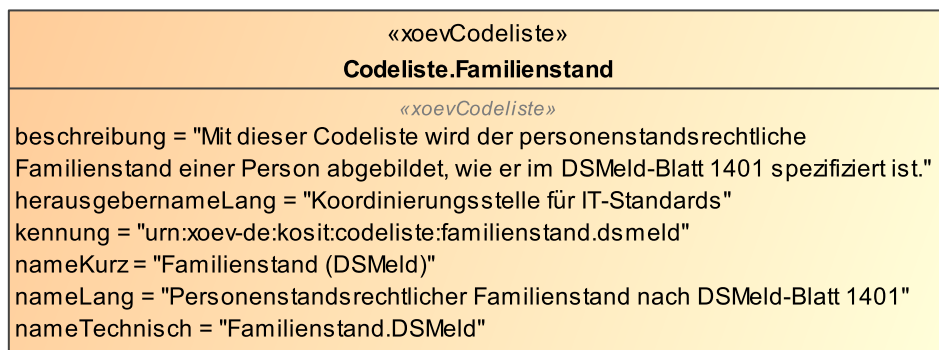 «xoevCodeliste»
Codeliste.Familienstand
«xoevCodeliste»
beschreibung = "Mit dieser Codeliste wird der personenstandsrechtliche
Familienstand einer Person abgebildet, wie er im DSMeld-Blatt 1401 spezifiziert ist."
herausgebernameLang = "Koordinierungsstelle für IT-Standards"
kennung = "urn:xoev-de:kosit:codeliste:familienstand.dsmeld"
nameKurz = "Familienstand (DSMeld)"
nameLang = "Personenstandsrechtlicher Familienstand nach DSMeld-Blatt 1401"
nameTechnisch = "Familienstand.DSMeld"